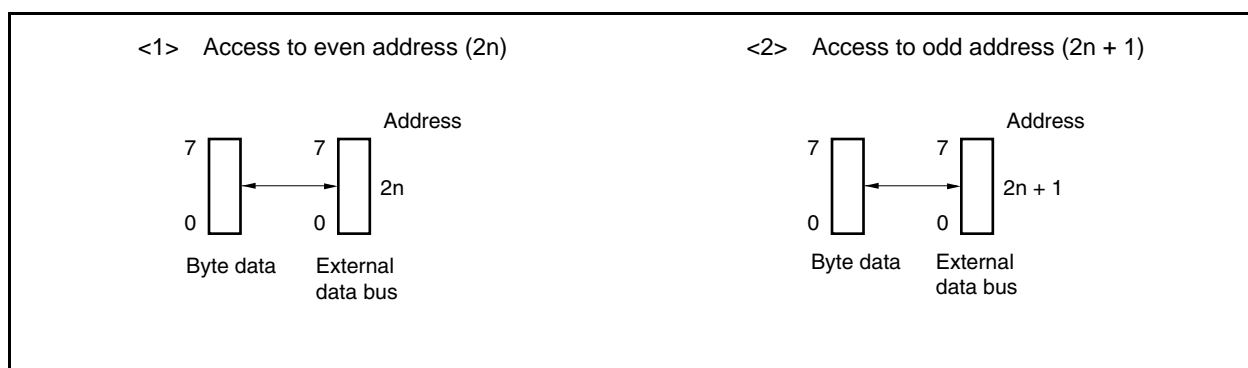 <1> Access to even address (2n)
Address
7 7
2n
0 0
Byte data External
data bus
<2> Access to odd address (2n + 1)
Address
7 7
2n + 1
0 0
Byte data External
data bus